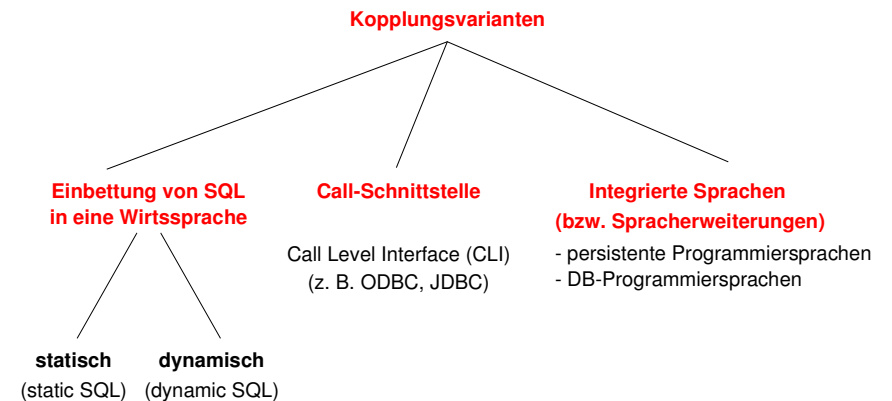 Kopplungsvarianten
Einbettung von SQL
in eine Wirtssprache
Call-Schnittstelle
Call Level Interface (CLI)
(z. B. ODBC, JDBC)
Integrierte Sprachen
(bzw. Spracherweiterungen)
- persistente Programmiersprachen
- DB-Programmiersprachen
statisch
(static SQL)
dynamisch
(dynamic SQL)